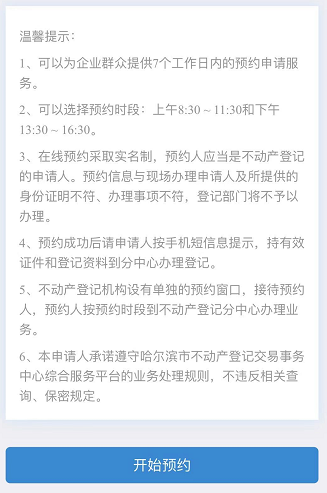 温馨提示：
1、可以为企业群众提供7个工作日内的预约申请服
务。
2、可以选择预约时段：上午8:30 ~ 11:30和下午
13:30 ~ 16:30。
3、在线预约采取实名制，预约人应当是不动产登记
的申请人。预约信息与现场办理申请人及所提供的
身份证明不符、办理事项不符，登记部门将不予以
办理。
4、预约成功后请申请人按手机短信息提示，持有效
证件和登记资料到分中心办理登记。
5、不动产登记机构设有单独的预约窗口，接待预约
人，预约人按预约时段到不动产登记分中心办理业
务。
6、本申请人承诺遵守哈尔滨市不动产登记交易事务
中心综合服务平台的业务处理规则，不违反相关查
询、保密规定。
开始预约